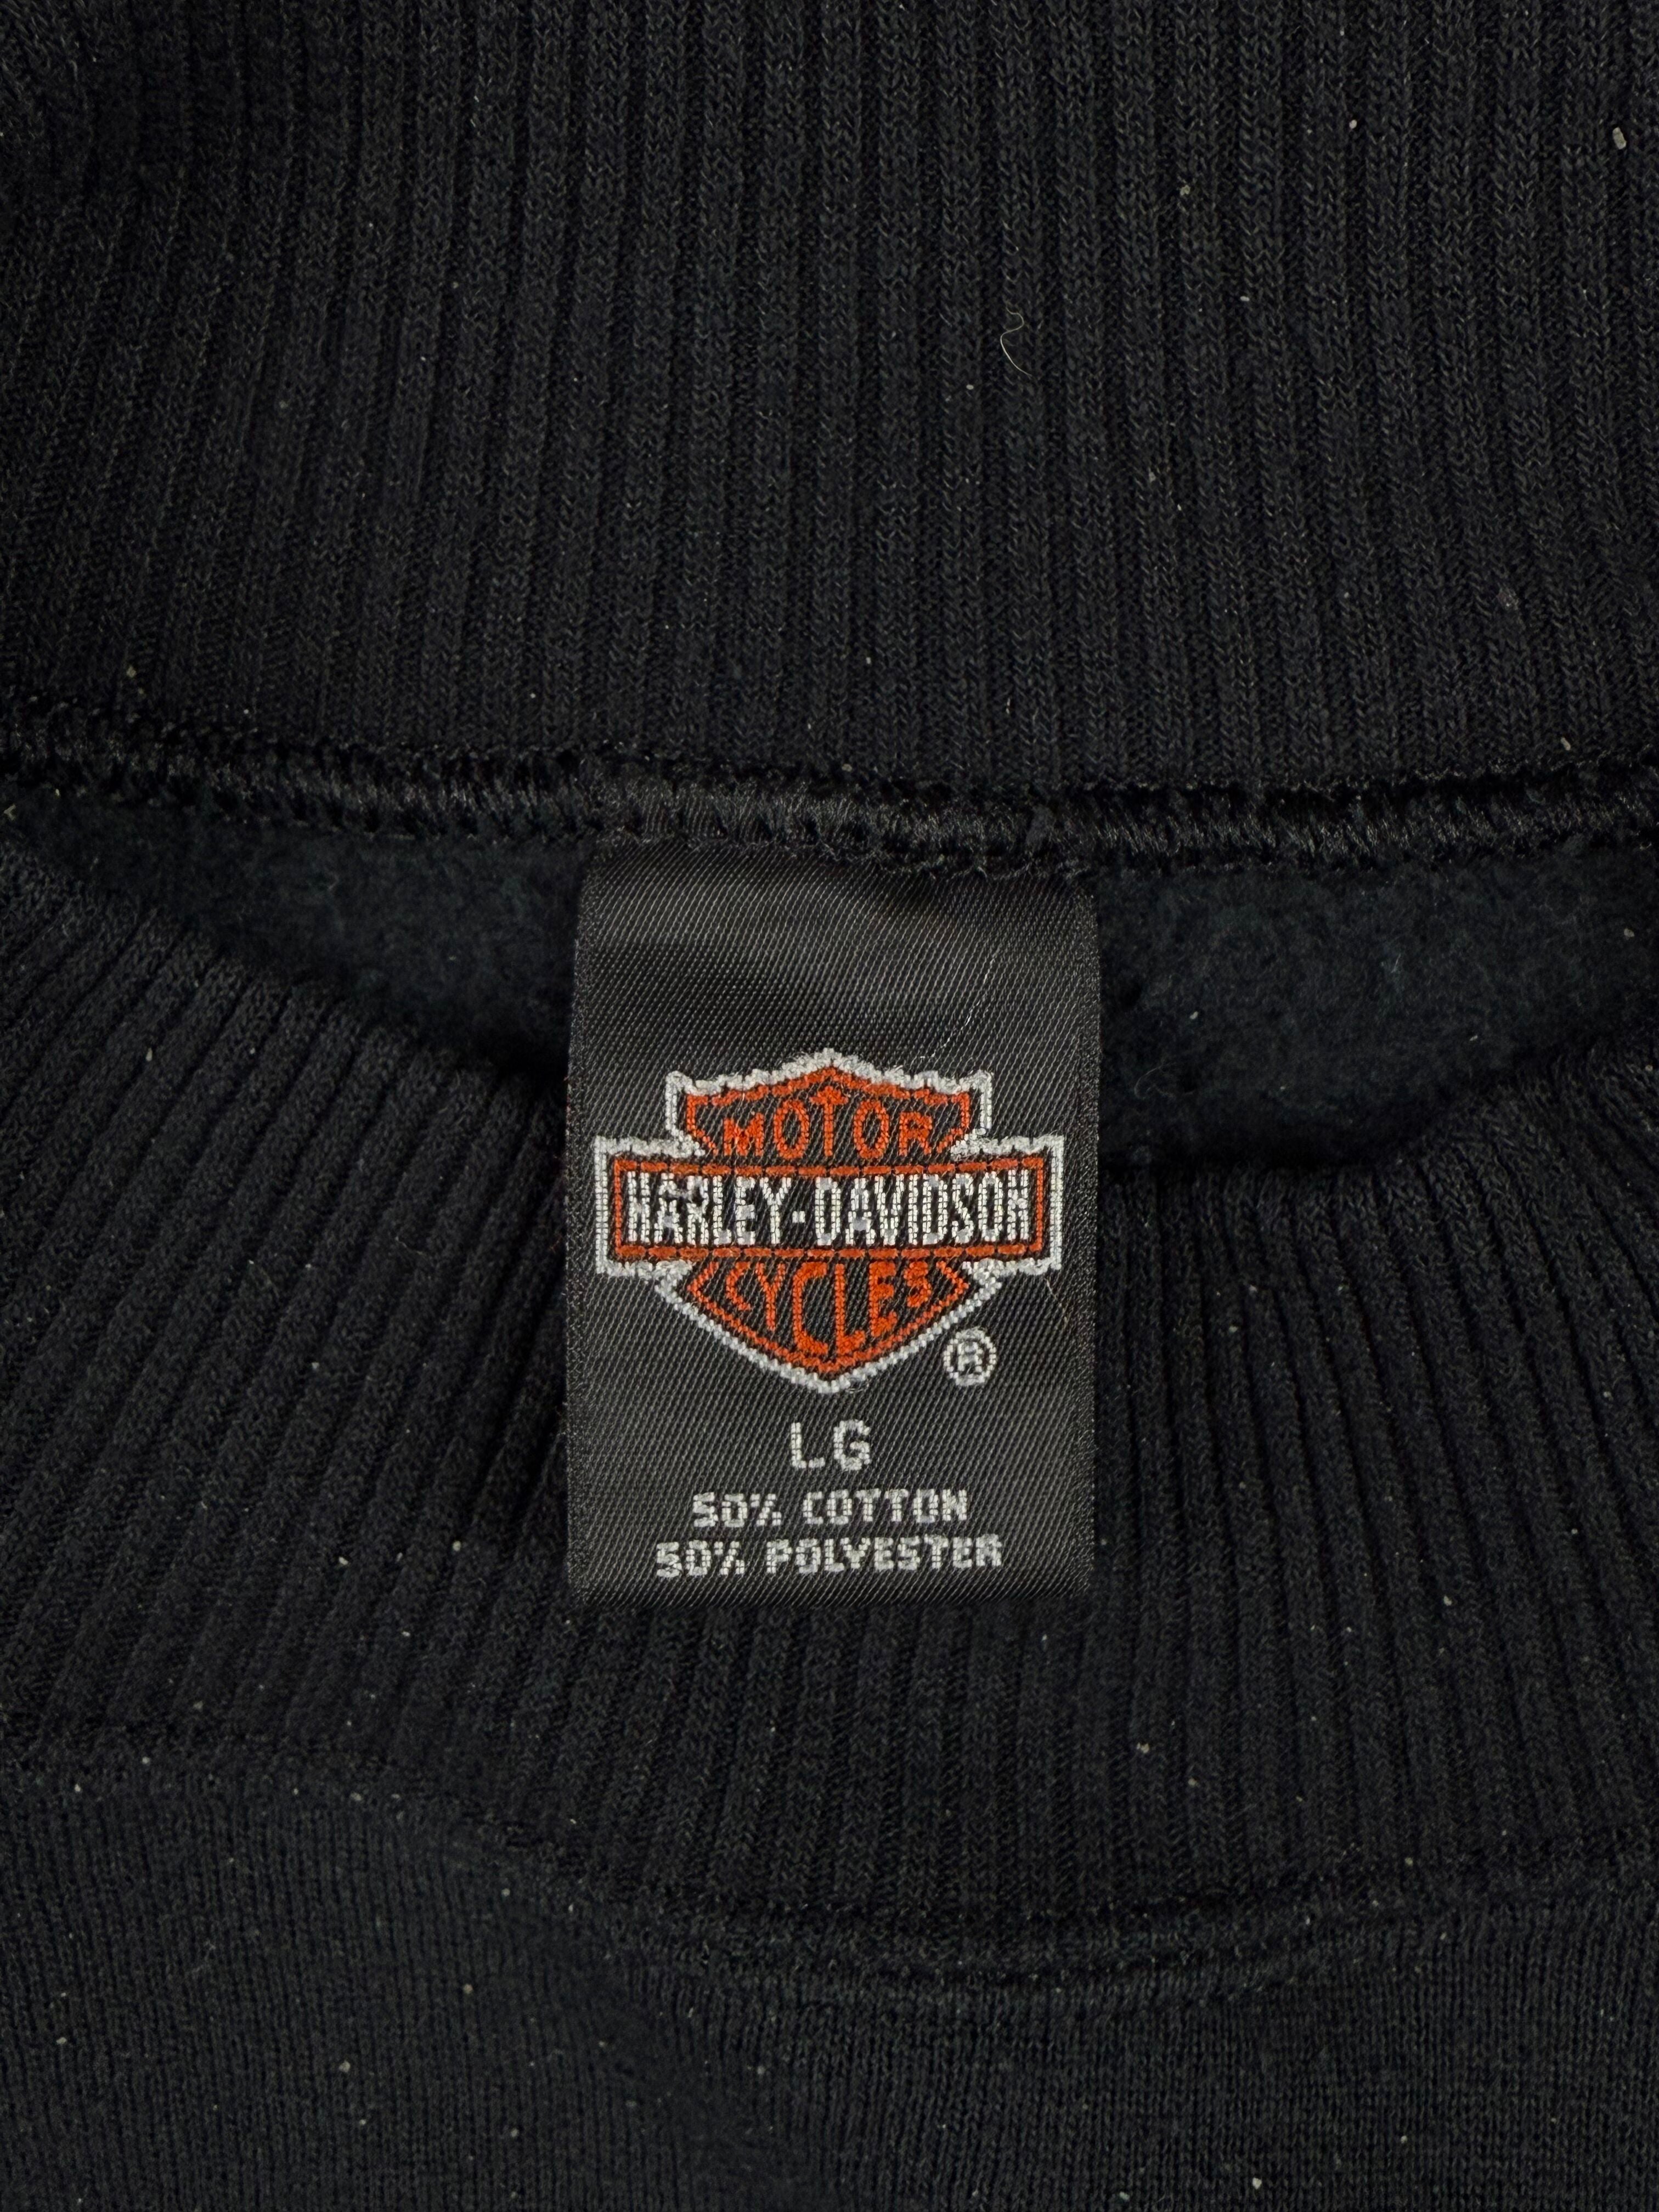 MOTOR
HARLEY-DAVIDSON
CYCLES
®
LG
50% COTTON
50% POLYESTER